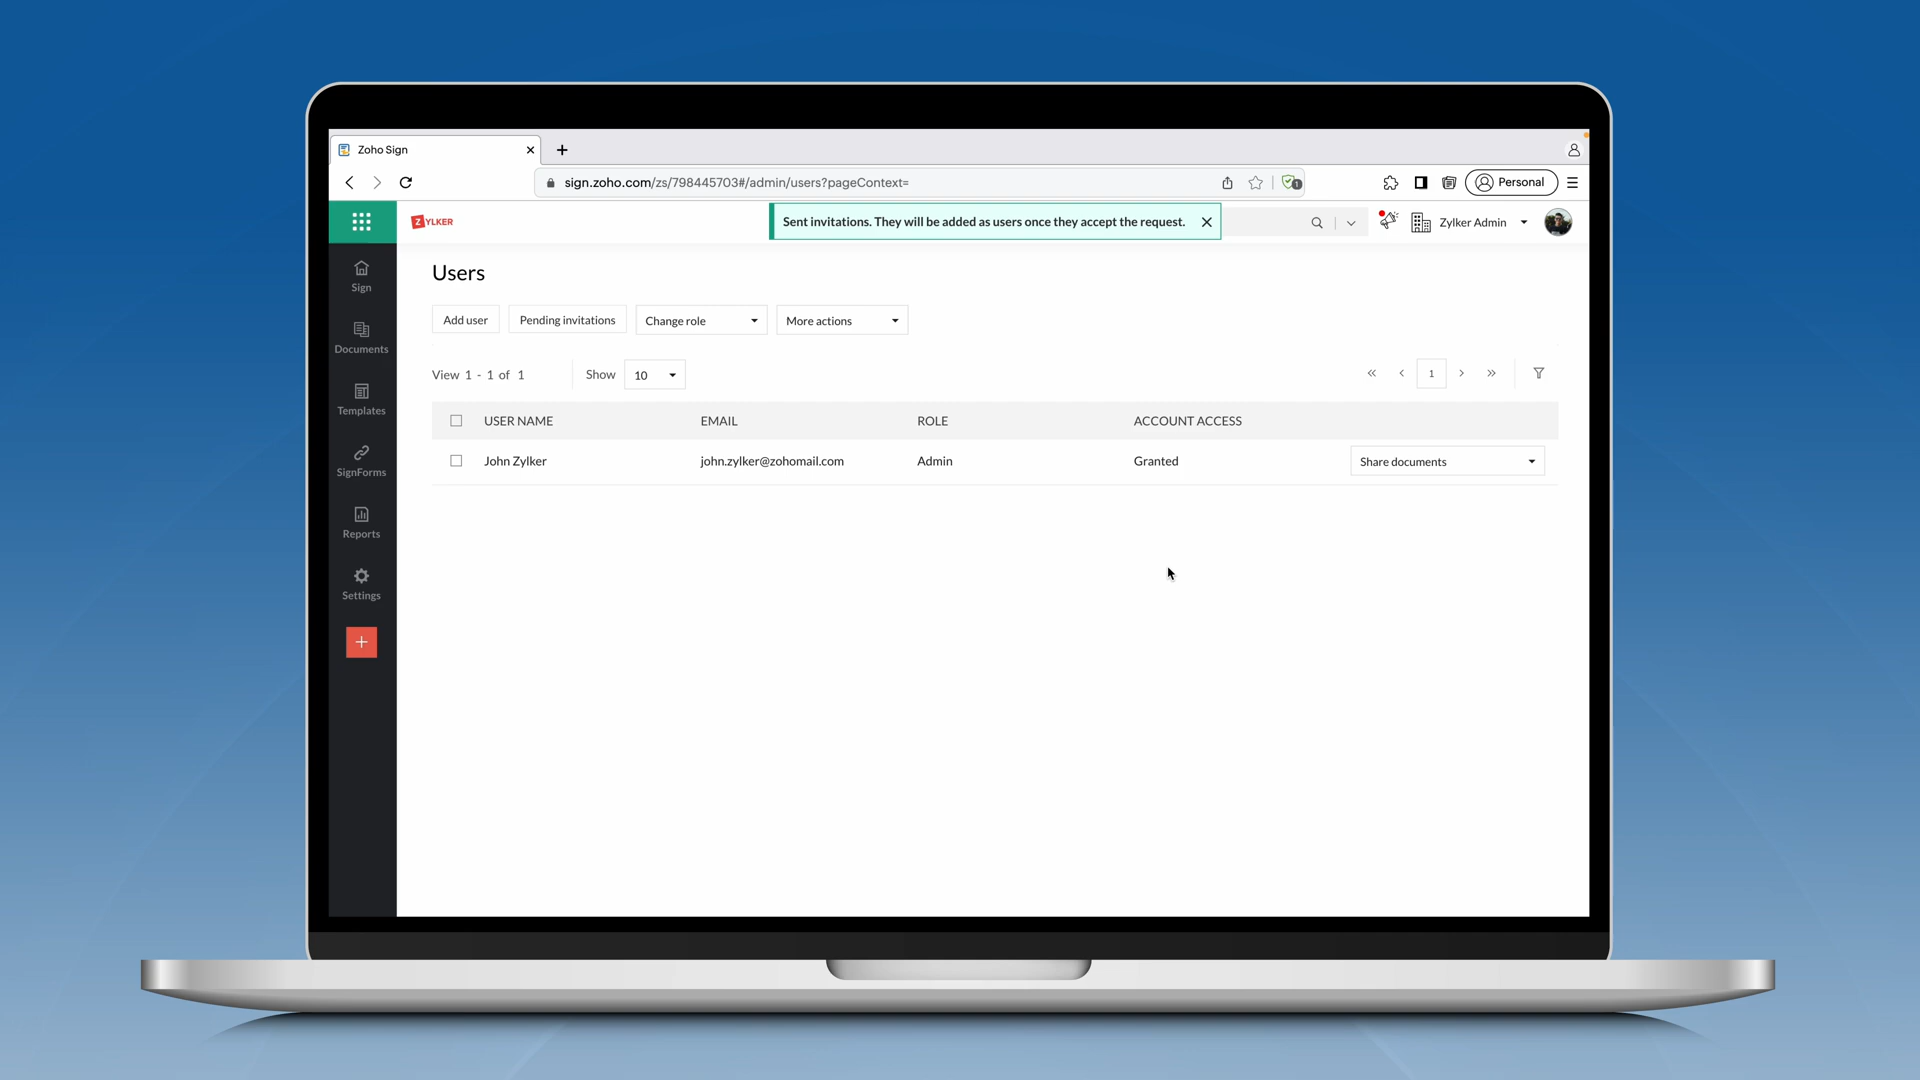 Zoho Sign
sign.zoho.com/zs/798445703#/admin/users?pageContext=
1
Personal
ZYLKER
Sent invitations. They will be added as users once they accept the request.
Zylker Admin
Sign
Documents
Templates
SignForms
Reports
Settings
Users
Add user
Pending invitations
Change role
More actions
View 1 - 1 of 1
Show
10
1
USER NAME EMAIL ROLE ACCOUNT ACCESS
John Zylker john.zylker@zohomail.com Admin Granted Share documents